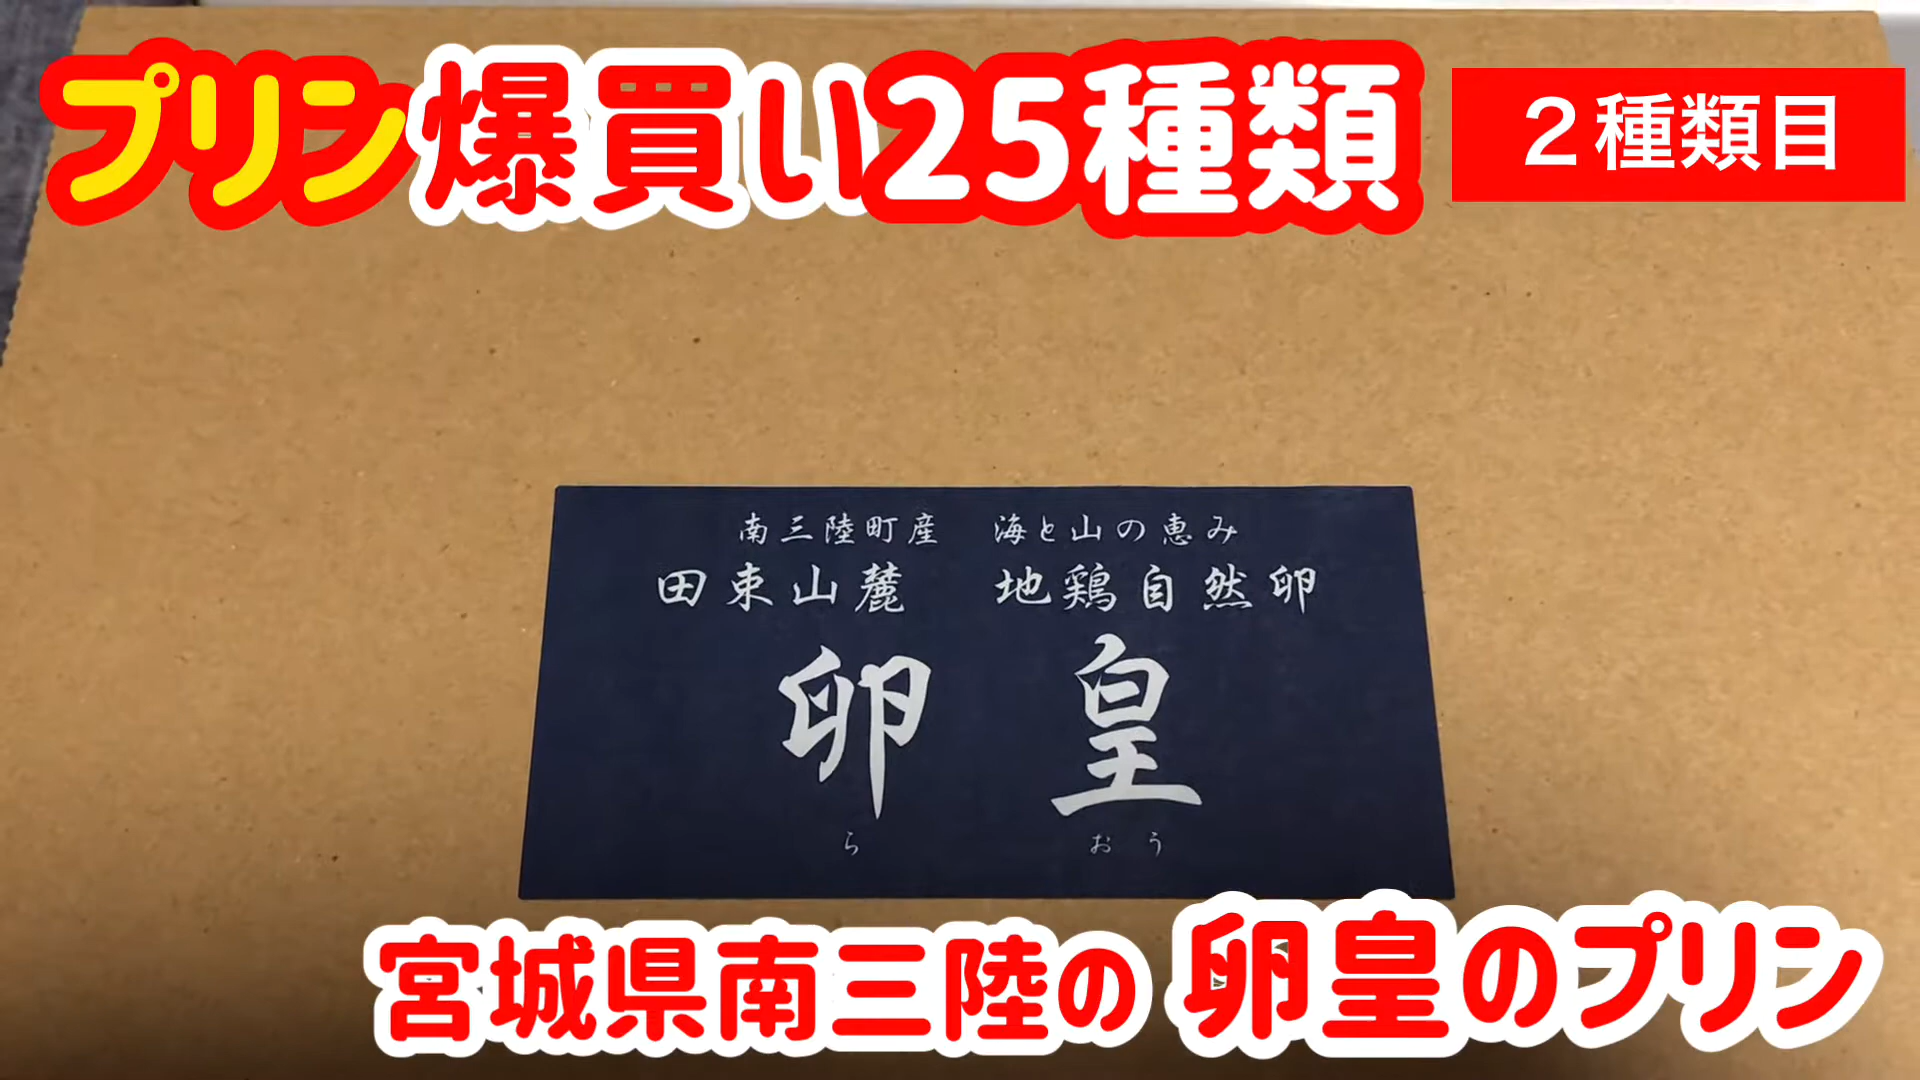 プリン爆買い25種類
２種類目
南三陸町産 海と山の恵み
田束山麓 地鶏自然卵
卵皇
らおう
宮城県南三陸の卵皇のプリン